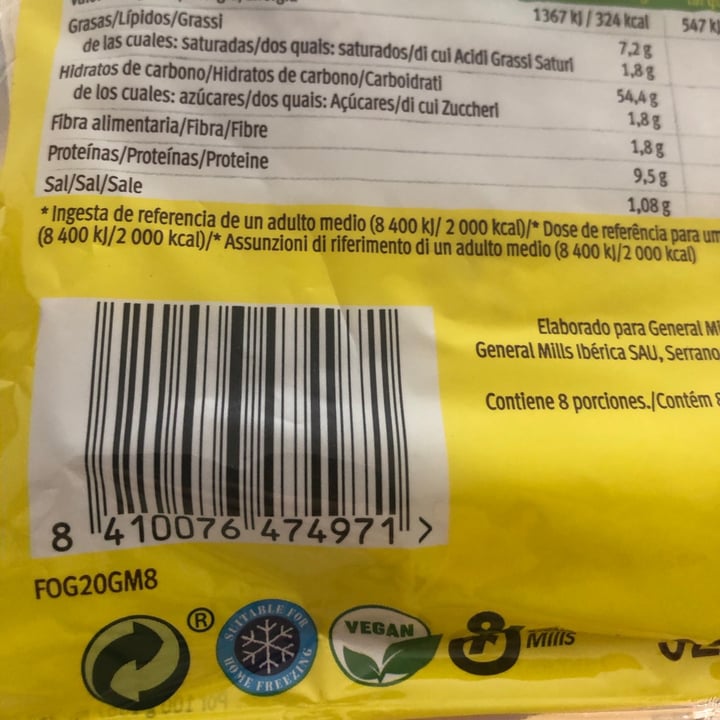 1367 kJ / 324 kcal 547 kJ
Grasas/Lípidos/Grassi 7,2 g
de las cuales: saturadas/dos quais: saturados/di cui Acidi Grassi Saturi 1,8 g
Hidratos de carbono/Hidratos de carbono/Carboidrati 54,4 g
de los cuales: azúcares/dos quais: Açúcares/di cui Zuccheri 1,8 g
Fibra alimentaria/Fibra/Fibre 1,8 g
Proteínas/Proteínas/Proteine 9,5 g
Sal/Sal/Sale 1,08 g
* Ingesta de referencia de un adulto medio (8 400 kJ/ 2 000 kcal)/* Dose de referência para um
(8 400 kJ/2 000 kcal)/* Assunzioni di riferimento di un adulto medio (8 400 kJ/2 000 kcal)
Elaborado para General Mi
General Mills Ibérica SAU, Serrano
Contiene 8 porciones./Contém 8
8 410076 474971 >
FOG20GM8
®
SUITABLE FOR
HOME FREEZING
VEGAN
Mills